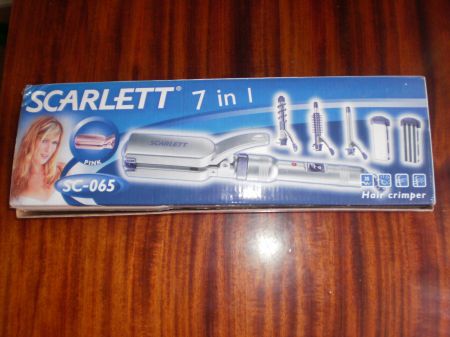 SCARLETT® 7 in 1
SCARLETT
PINK
SC-065
Hair crimper